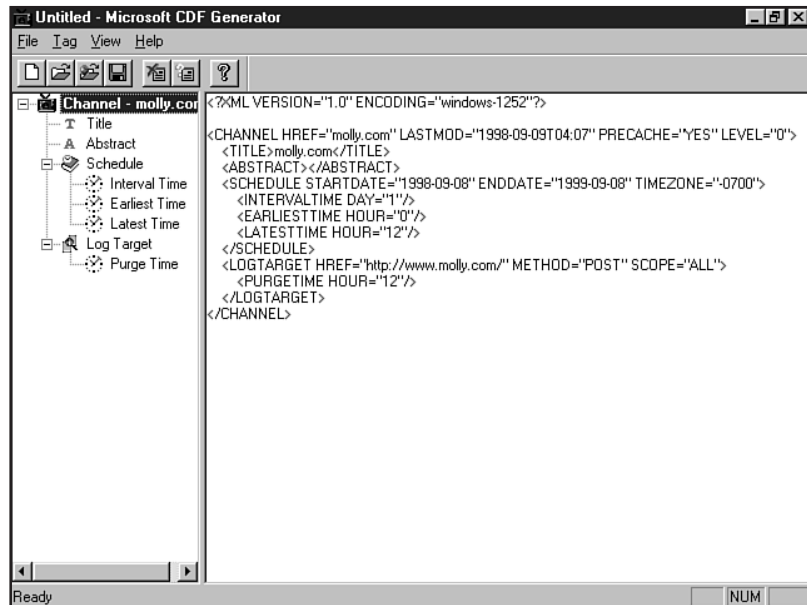 Untitled - Microsoft CDF Generator
File Tag View Help
Channel - molly.cor
Title
Abstract
Schedule
Interval Time
Earliest Time
Latest Time
Log Target
Purge Time
<?XML VERSION="1.0" ENCODING="windows-1252"?>
<CHANNEL HREF="molly.com" LASTMOD="1998-09-09T04:07" PRECACHE="YES" LEVEL="0">
<TITLE>molly.com</TITLE>
<ABSTRACT></ABSTRACT>
<SCHEDULE STARTDATE="1998-09-08" ENDDATE="1999-09-08" TIMEZONE="-0700">
<INTERVALTIME DAY="1"/>
<EARLIESTTIME HOUR="0"/>
<LATESTTIME HOUR="12"/>
</SCHEDULE>
<LOGTARGET HREF="http://www.molly.com/" METHOD="POST" SCOPE="ALL">
<PURGETIME HOUR="12"/>
</LOGTARGET>
</CHANNEL>
Ready
NUM